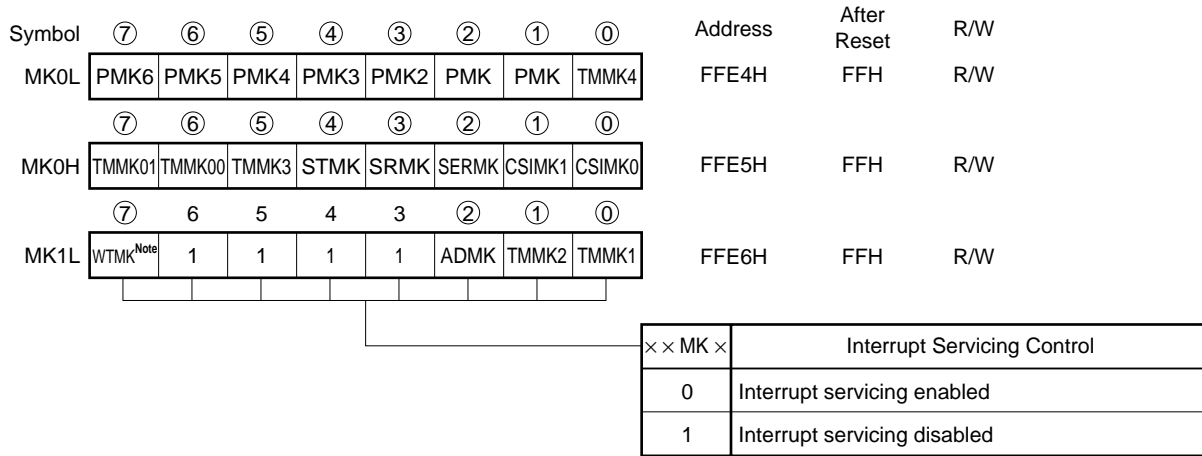 Symbol ⑦ ⑥ ⑤ ④ ③ ② ① ⓪ Address After Reset R/W
MK0L PMK6 PMK5 PMK4 PMK3 PMK2 PMK PMK TMMK4 FFE4H FFH R/W
⑦ ⑥ ⑤ ④ ③ ② ① ⓪
MK0H TMMK01 TMMK00 TMMK3 STMK SRMK SERMK CSIMK1 CSIMK0 FFE5H FFH R/W
⑦ 6 5 4 3 ② ① ⓪
MK1L WTMK Note 1 1 1 1 ADMK TMMK2 TMMK1 FFE6H FFH R/W
××MK× Interrupt Servicing Control
0 Interrupt servicing enabled
1 Interrupt servicing disabled